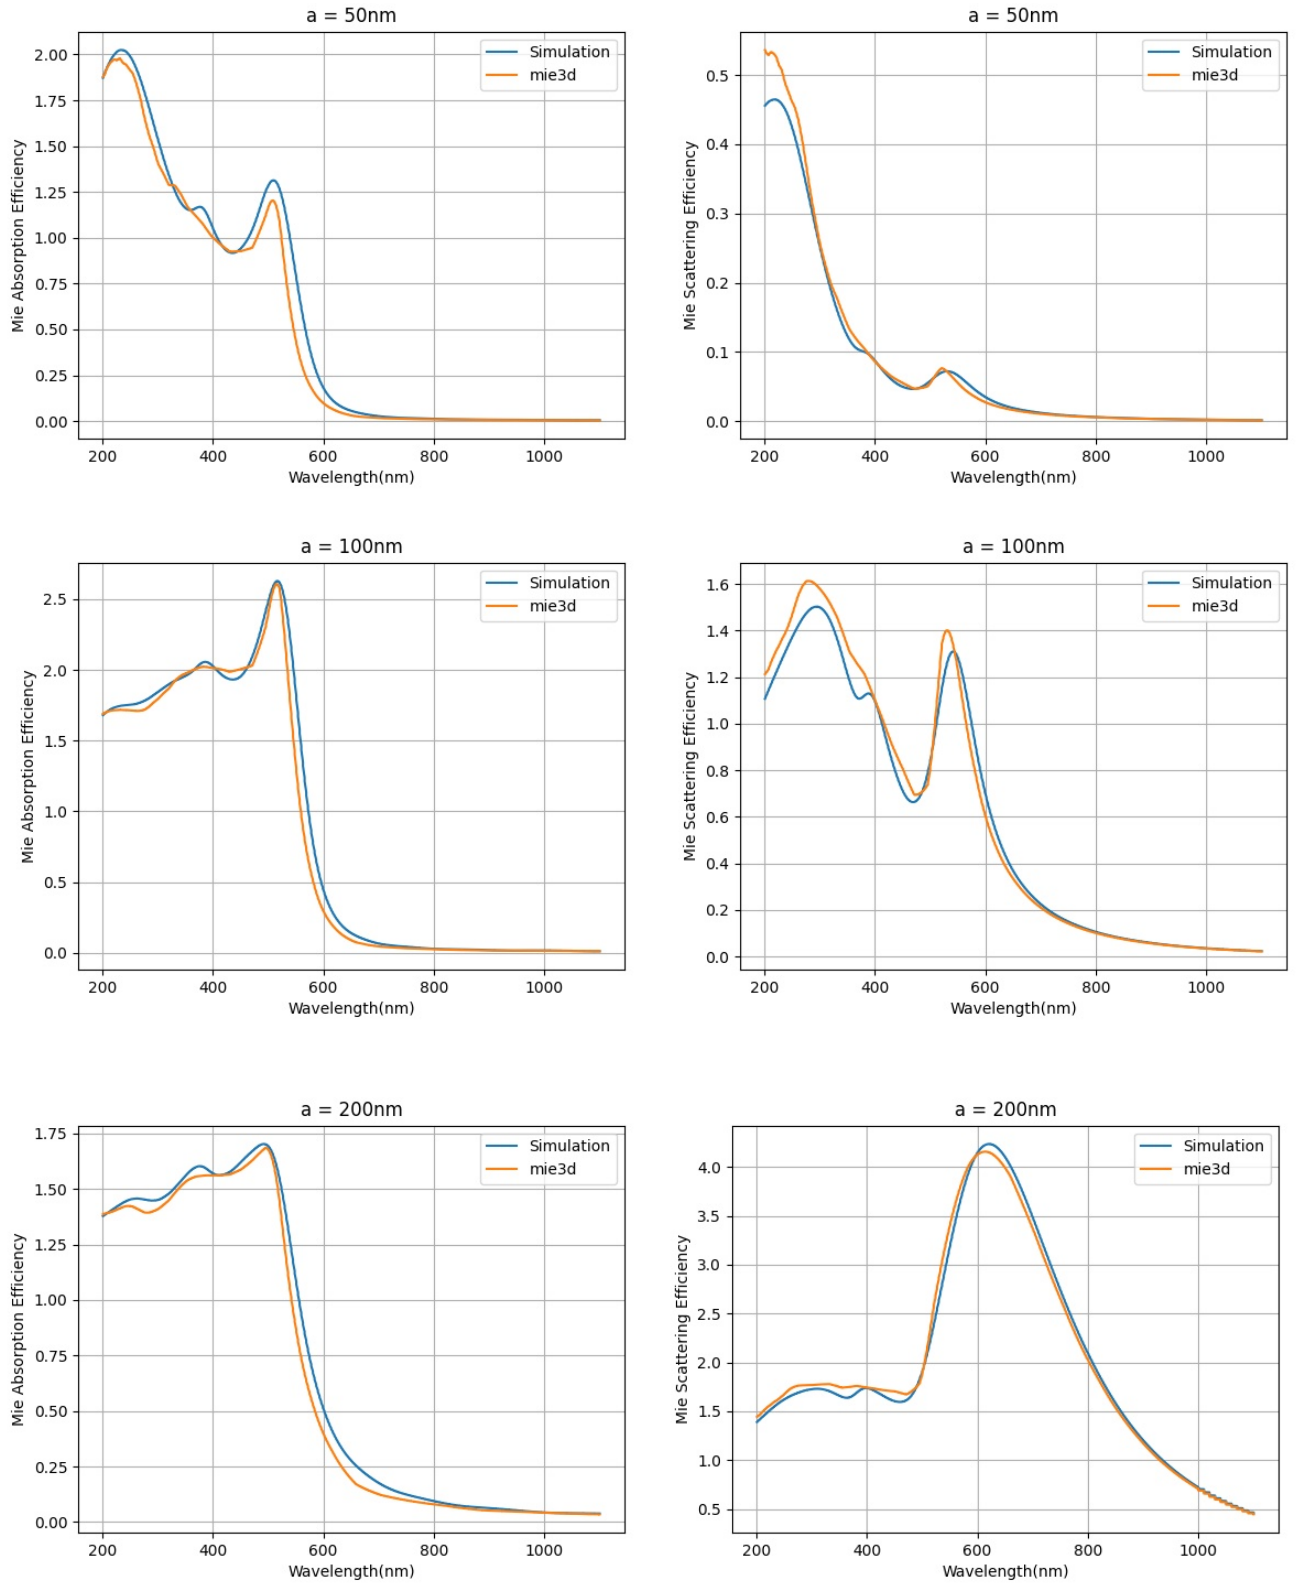 a = 50nm
Simulation
mie3d
2.00
1.75
1.50
1.25
1.00
0.75
0.50
0.25
0.00
Mie Absorption Efficiency
200 400 600 800 1000
Wavelength(nm)
a = 50nm
Simulation
mie3d
0.5
0.4
0.3
0.2
0.1
0.0
Mie Scattering Efficiency
200 400 600 800 1000
Wavelength(nm)
a = 100nm
Simulation
mie3d
2.5
2.0
1.5
1.0
0.5
0.0
Mie Absorption Efficiency
200 400 600 800 1000
Wavelength(nm)
a = 100nm
Simulation
mie3d
1.6
1.4
1.2
1.0
0.8
0.6
0.4
0.2
0.0
Mie Scattering Efficiency
200 400 600 800 1000
Wavelength(nm)
a = 200nm
Simulation
mie3d
1.75
1.50
1.25
1.00
0.75
0.50
0.25
0.00
Mie Absorption Efficiency
200 400 600 800 1000
Wavelength(nm)
a = 200nm
Simulation
mie3d
4.0
3.5
3.0
2.5
2.0
1.5
1.0
0.5
Mie Scattering Efficiency
200 400 600 800 1000
Wavelength(nm)